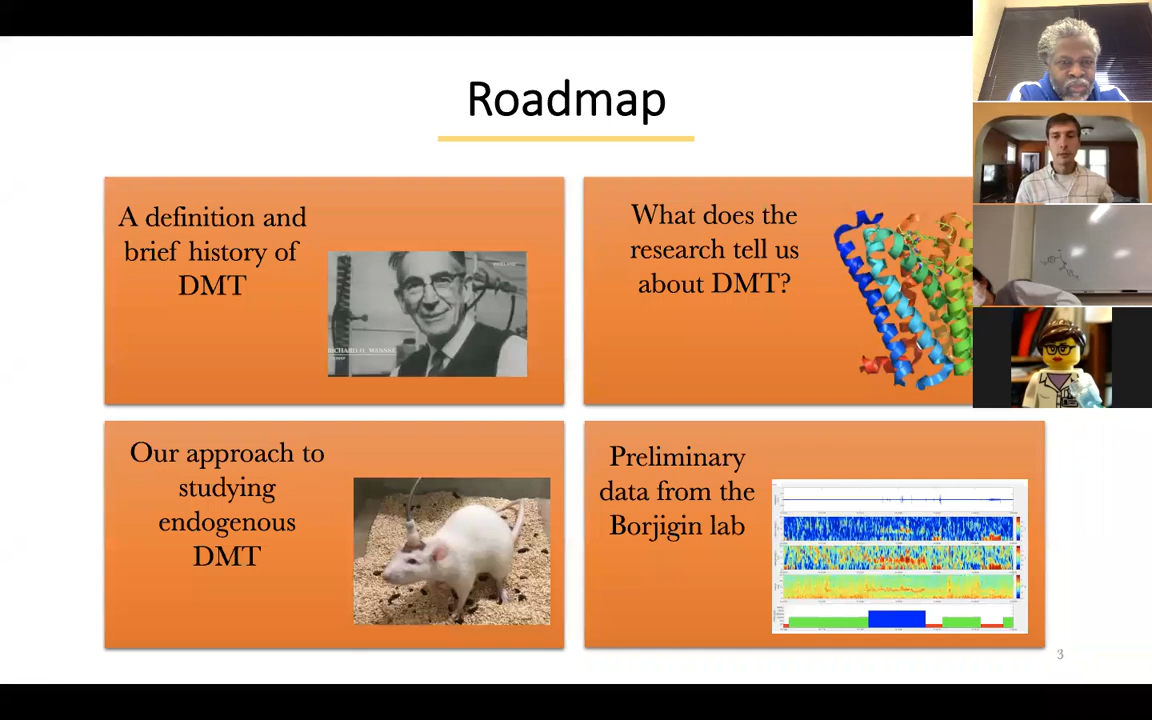 Roadmap
A definition and
brief history of
DMT
What does the
research tell us
about DMT?
Our approach to
studying
endogenous
DMT
Preliminary
data from the
Borjigin lab
3